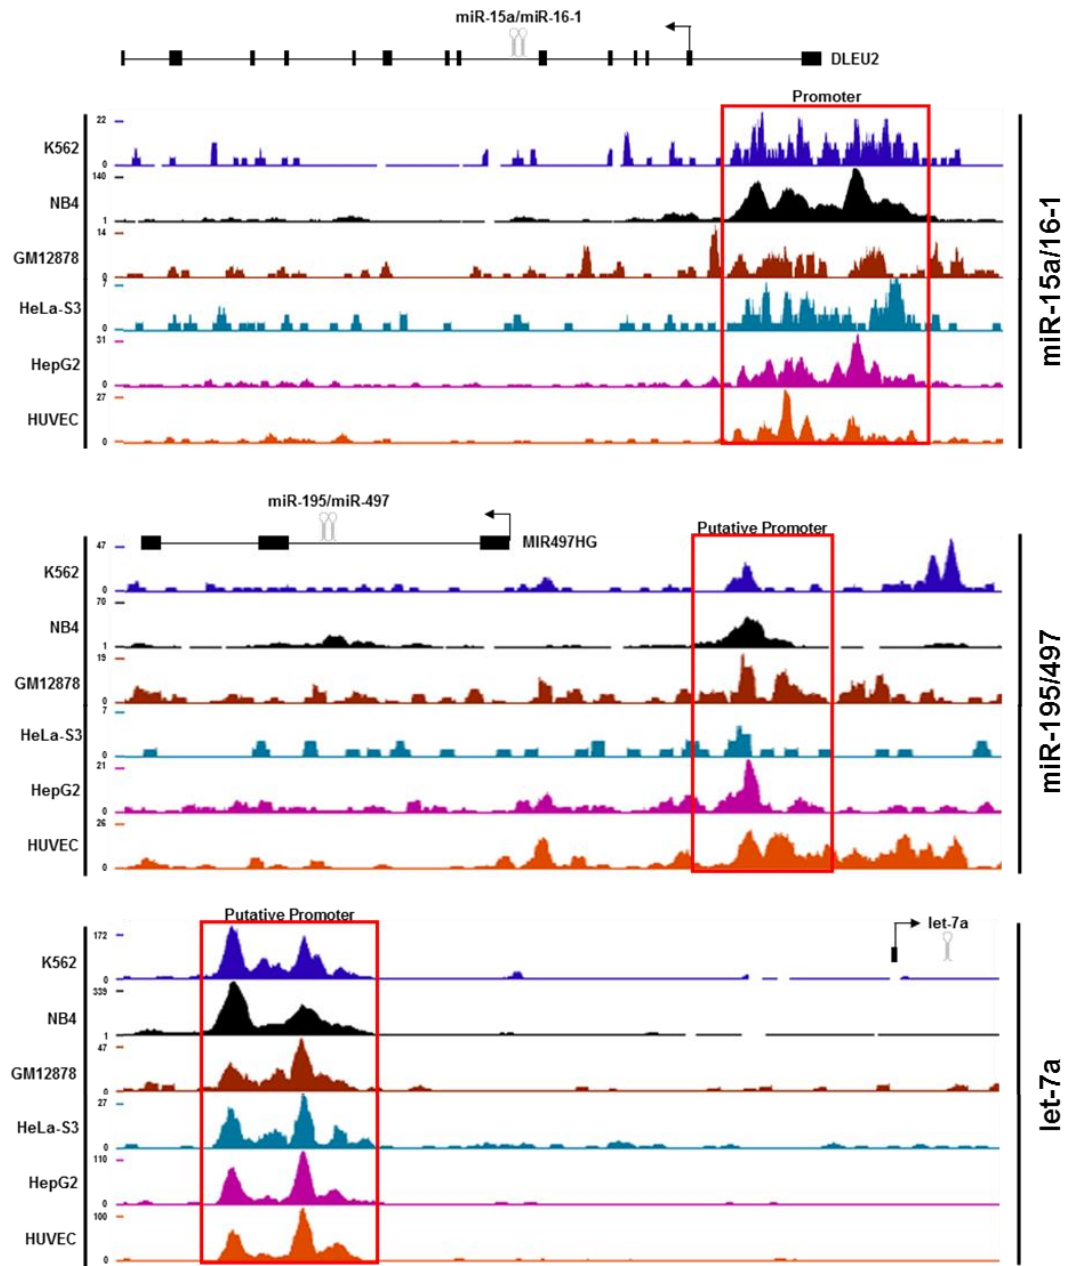 miR-15a/miR-16-1
DLEU2
Promoter
K562
22
0
NB4
140
1
GM12878
14
0
HeLa-S3
7
0
HepG2
31
0
HUVEC
27
0
miR-15a/16-1
miR-195/miR-497
MIR497HG
Putative Promoter
K562
47
0
NB4
70
1
GM12878
19
0
HeLa-S3
7
0
HepG2
21
0
HUVEC
26
0
miR-195/497
Putative Promoter
let-7a
K562
172
0
NB4
339
1
GM12878
47
0
HeLa-S3
27
0
HepG2
110
0
HUVEC
100
0
let-7a